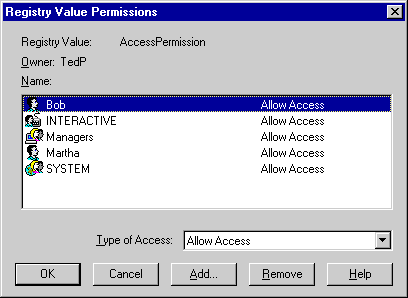 Registry Value Permissions
Registry Value: AccessPermission
Owner: TedP
Name:
Bob Allow Access
INTERACTIVE Allow Access
Managers Allow Access
Martha Allow Access
SYSTEM Allow Access
Type of Access: Allow Access
OK Cancel Add... Remove Help